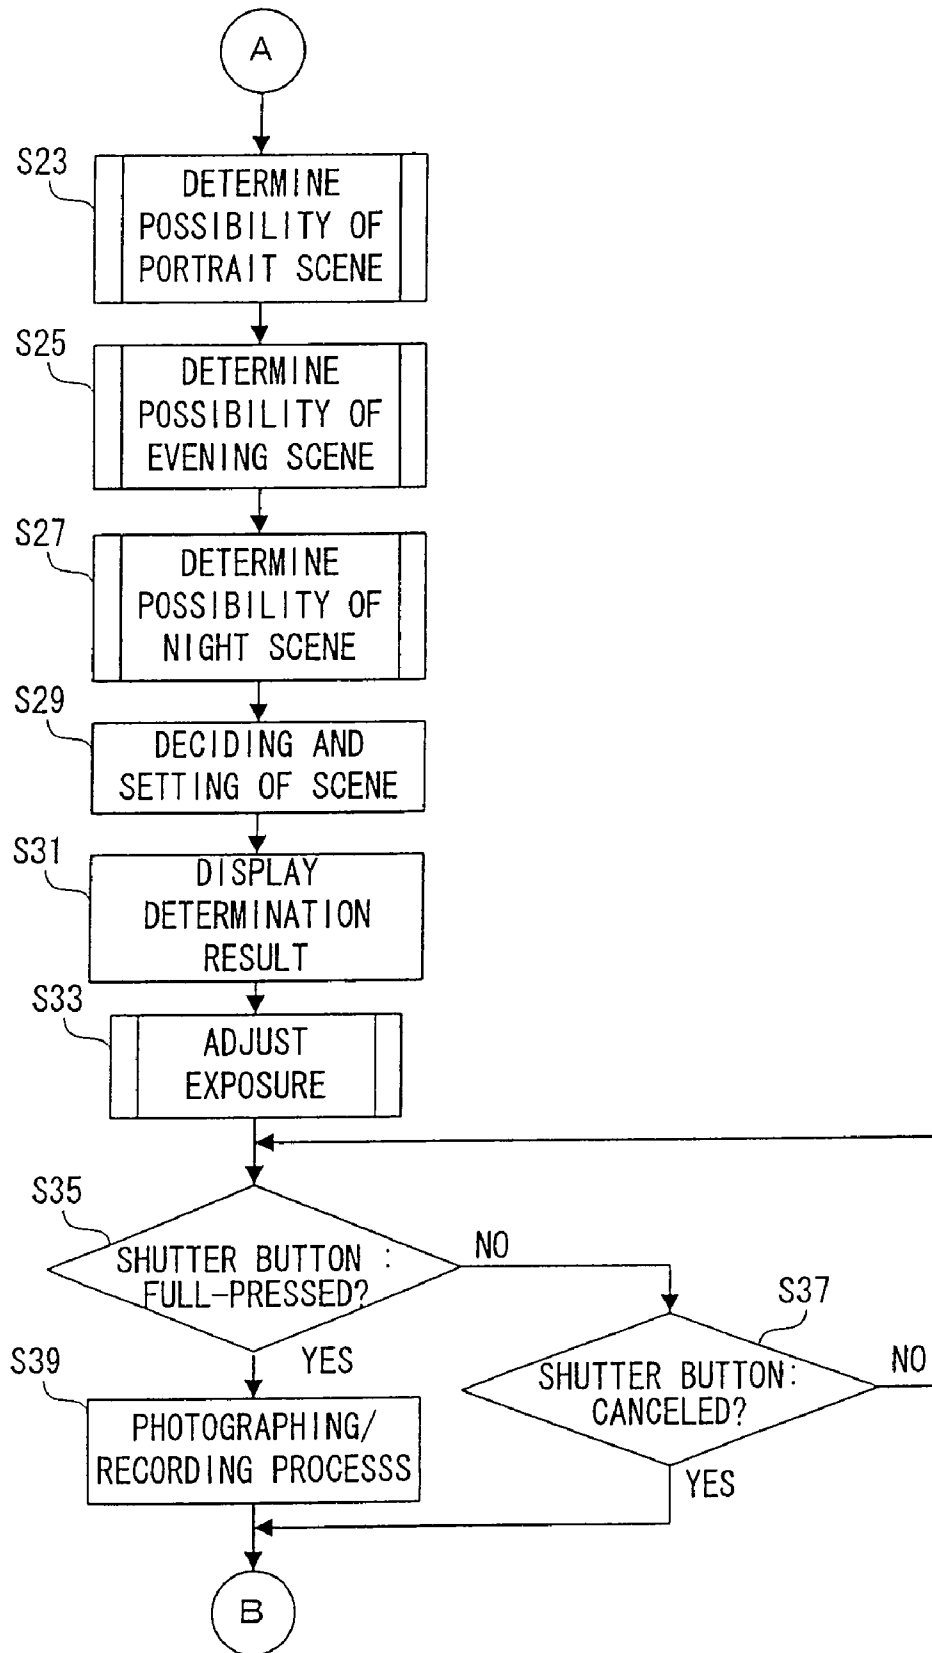 A
S23
DETERMINE
POSSIBILITY OF
PORTRAIT SCENE
S25
DETERMINE
POSSIBILITY OF
EVENING SCENE
S27
DETERMINE
POSSIBILITY OF
NIGHT SCENE
S29
DECIDING AND
SETTING OF SCENE
S31
DISPLAY
DETERMINATION
RESULT
S33
ADJUST
EXPOSURE
S35
SHUTTER BUTTON :
FULL-PRESSED?
NO
YES
S37
SHUTTER BUTTON:
CANCELED?
NO
YES
S39
PHOTOGRAPHING/
RECORDING PROCESSS
B